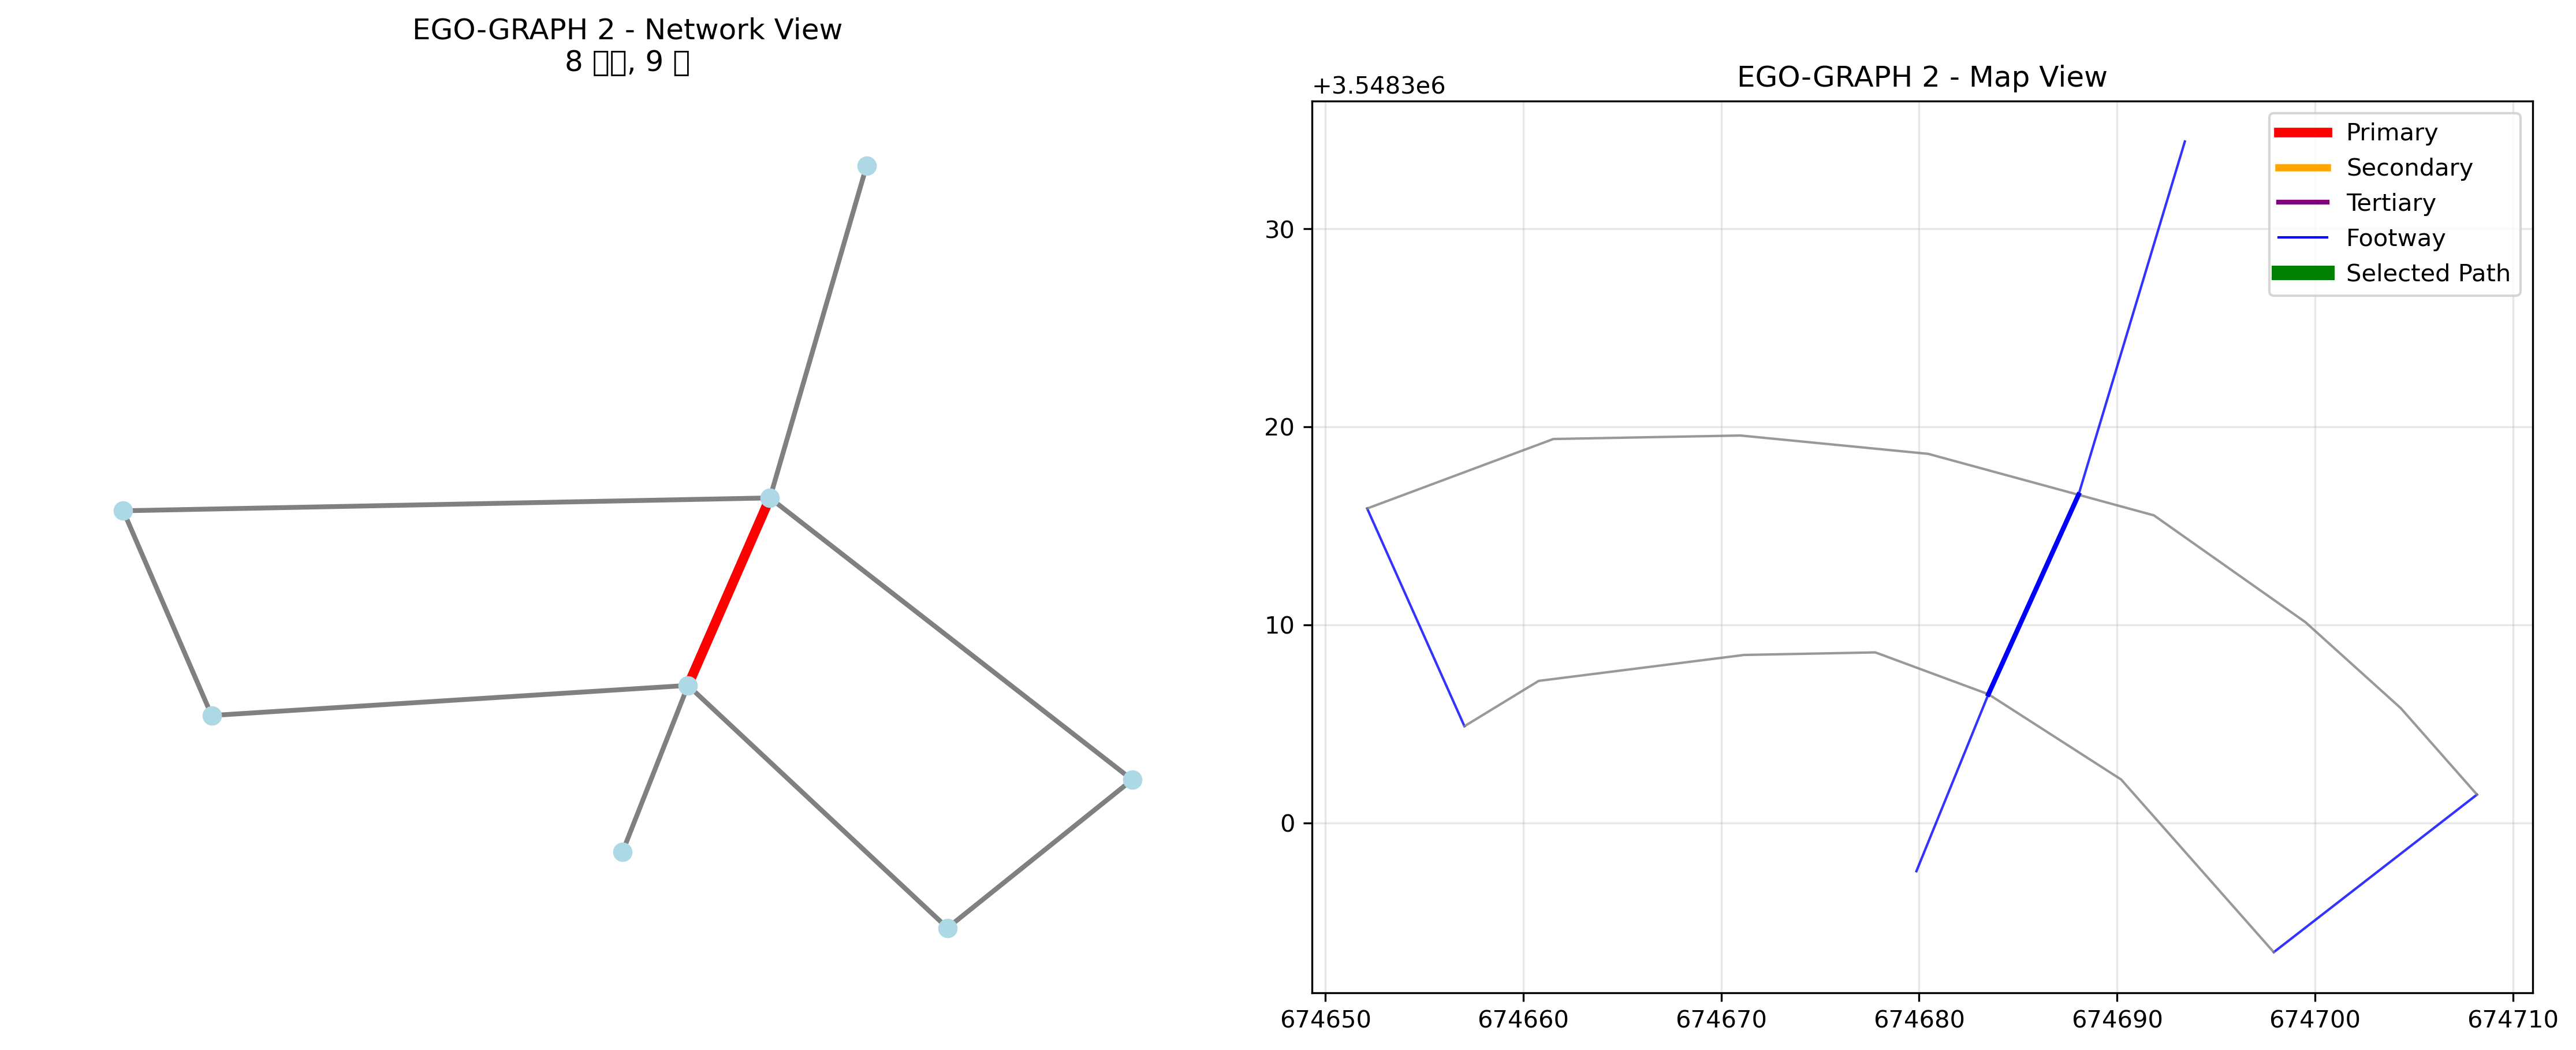 EGO-GRAPH 2 - Network View
8 , 9
EGO-GRAPH 2 - Map View
+3.5483e6
Primary
Secondary
Tertiary
Footway
Selected Path
30
20
10
0
674650 674660 674670 674680 674690 674700 674710